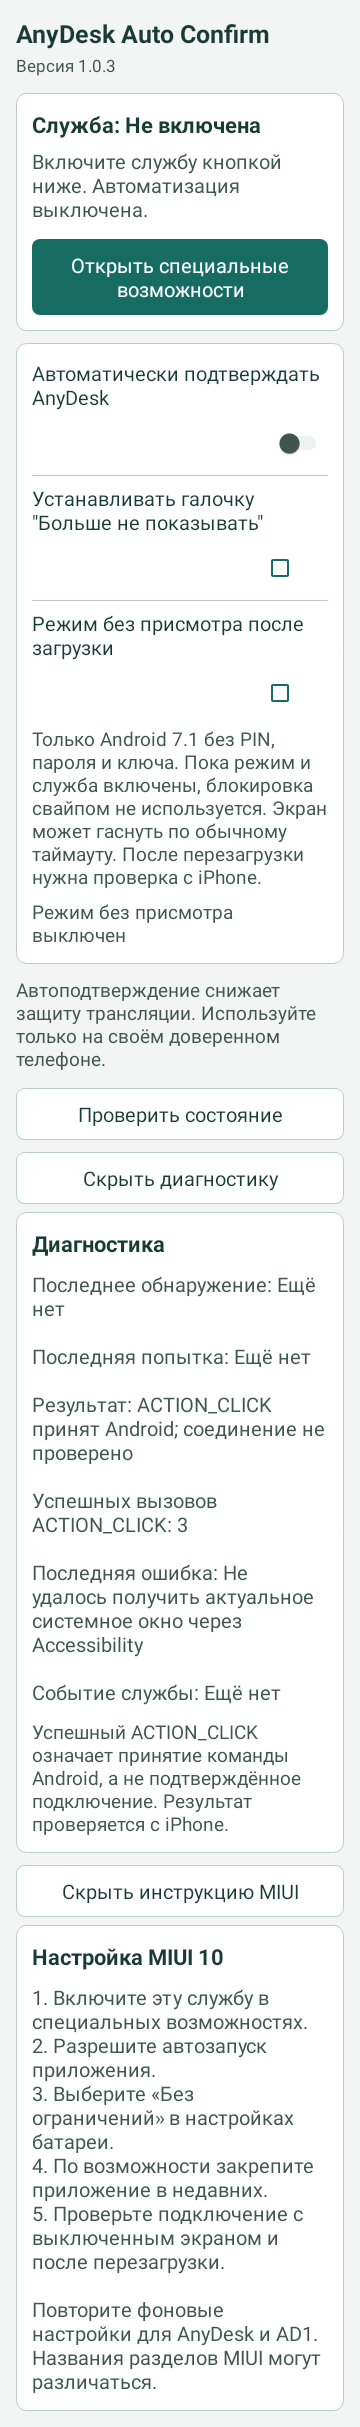 AnyDesk Auto Confirm
Версия 1.0.3
Служба: Не включена
Включите службу кнопкой
ниже. Автоматизация
выключена.
Открыть специальные
возможности
Автоматически подтверждать
AnyDesk
Устанавливать галочку
"Больше не показывать"
Режим без присмотра после
загрузки
Только Android 7.1 без PIN,
пароля и ключа. Пока режим и
служба включены, блокировка
свайпом не используется. Экран
может гаснуть по обычному
таймауту. После перезагрузки
нужна проверка с iPhone.
Режим без присмотра
выключен
Автоподтверждение снижает
защиту трансляции. Используйте
только на своём доверенном
телефоне.
Проверить состояние
Скрыть диагностику
Диагностика
Последнее обнаружение: Ещё
нет
Последняя попытка: Ещё нет
Результат: ACTION_CLICK
принят Android; соединение не
проверено
Успешных вызовов
ACTION_CLICK: 3
Последняя ошибка: Не
удалось получить актуальное
системное окно через
Accessibility
Событие службы: Ещё нет
Успешный ACTION_CLICK
означает принятие команды
Android, а не подтверждённое
подключение. Результат
проверяется с iPhone.
Скрыть инструкцию MIUI
Настройка MIUI 10
1. Включите эту службу в
специальных возможностях.
2. Разрешите автозапуск
приложения.
3. Выберите «Без
ограничений» в настройках
батареи.
4. По возможности закрепите
приложение в недавних.
5. Проверьте подключение с
выключенным экраном и
после перезагрузки.
Повторите фоновые
настройки для AnyDesk и AD1.
Названия разделов MIUI могут
различаться.